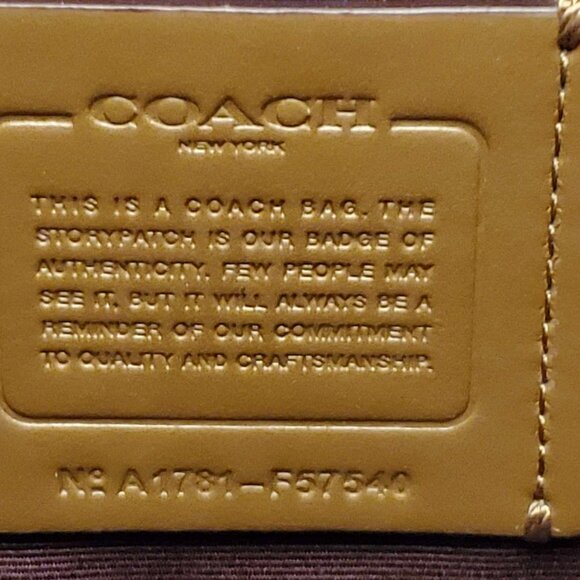 COACH
NEW YORK
THIS IS A COACH BAG. THE
STORYPATCH IS OUR BADGE OF
AUTHENTICITY. FEW PEOPLE MAY
SEE IT, BUT IT WILL ALWAYS BE A
REMINDER OF OUR COMMITMENT
TO QUALITY AND CRAFTSMANSHIP.
Nº A1781-F57540